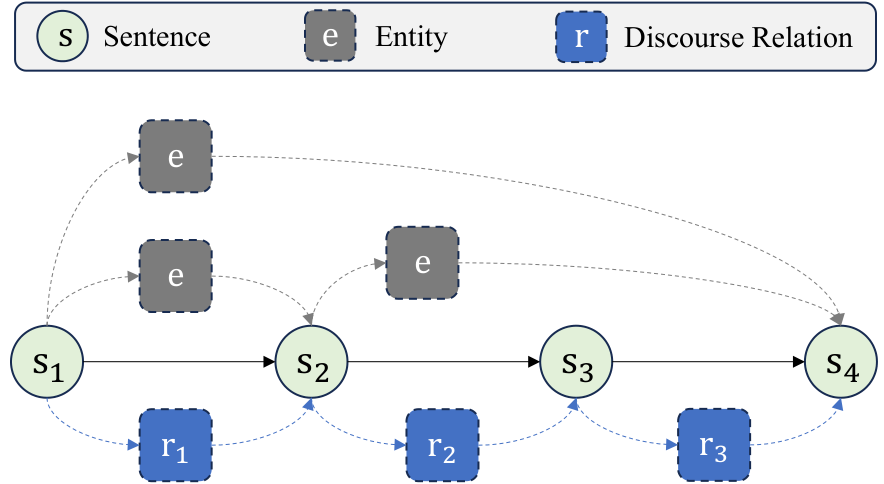 s Sentence e Entity r Discourse Relation
e
e e
s₁ s₂ s₃ s₄
r₁ r₂ r₃